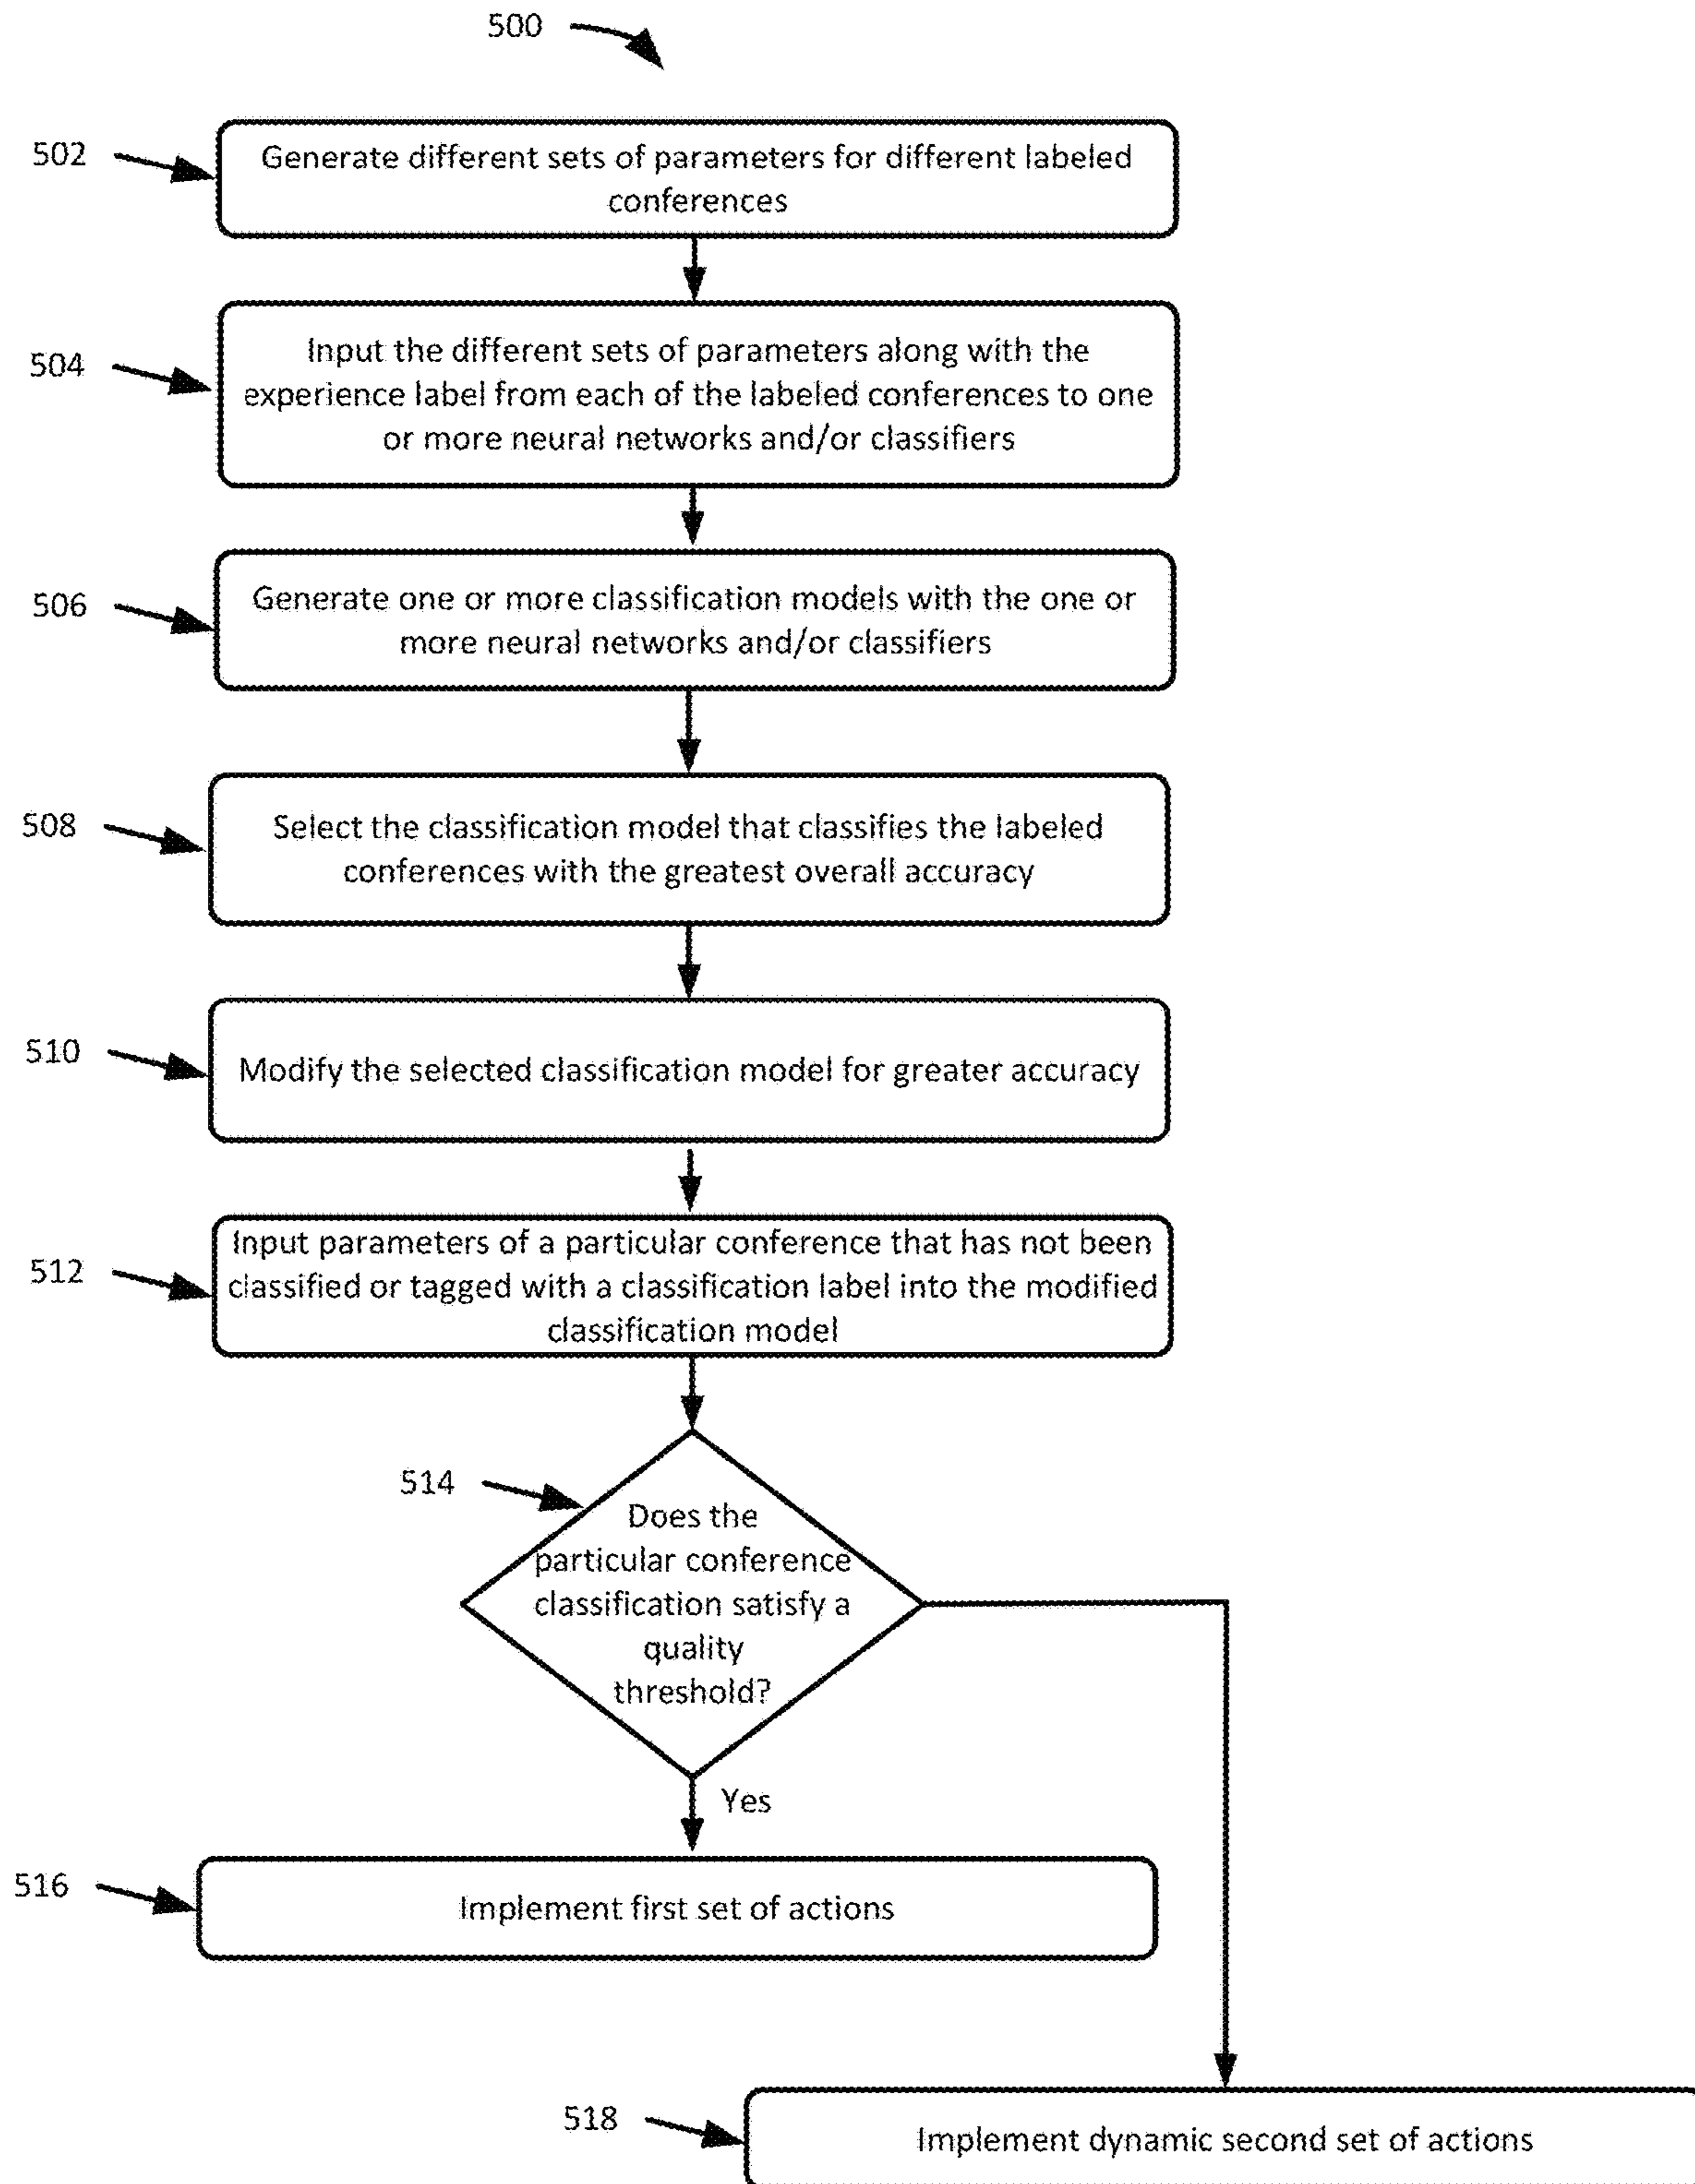 500
502
Generate different sets of parameters for different labeled
conferences
504
Input the different sets of parameters along with the
experience label from each of the labeled conferences to one
or more neural networks and/or classifiers
506
Generate one or more classification models with the one or
more neural networks and/or classifiers
508
Select the classification model that classifies the labeled
conferences with the greatest overall accuracy
510
Modify the selected classification model for greater accuracy
512
Input parameters of a particular conference that has not been
classified or tagged with a classification label into the modified
classification model
514
Does the
particular conference
classification satisfy a
quality
threshold?
Yes
516
Implement first set of actions
518
Implement dynamic second set of actions